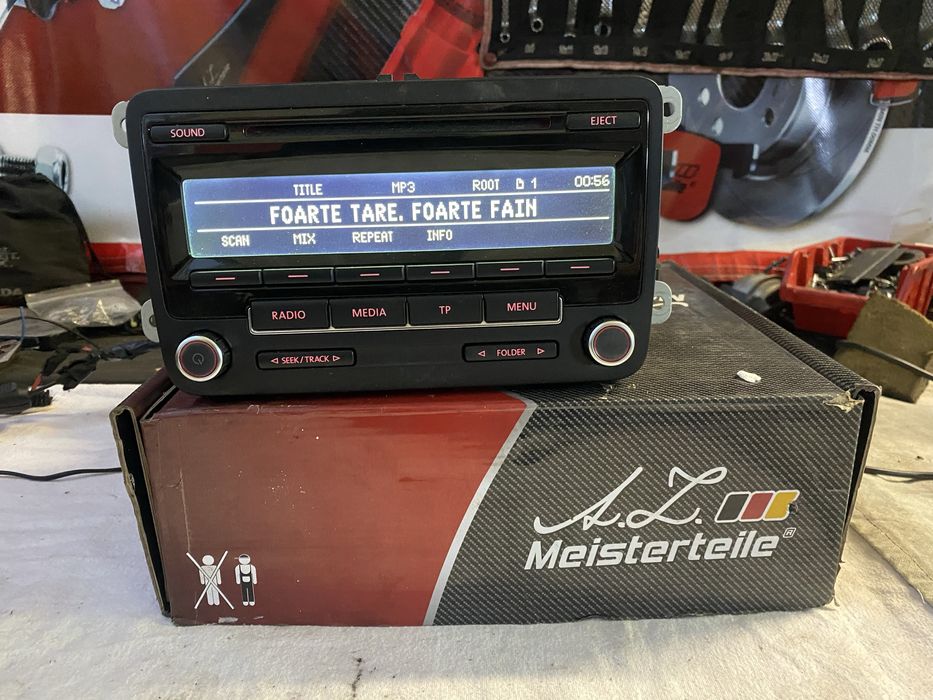 SOUND
EJECT
TITLE MP3 ROOT 1 00:56
FOARTE TARE. FOARTE FAIN
SCAN MIX REPEAT INFO
RADIO MEDIA TP MENU
SEEK/TRACK
FOLDER
A.Z.
Meisterteile®